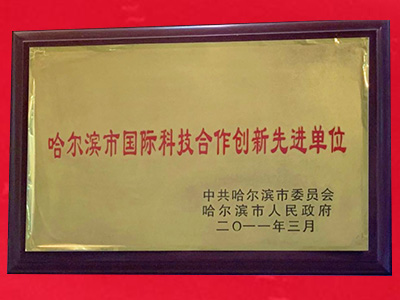 哈尔滨市国际科技合作创新先进单位
中共哈尔滨市委员会
哈尔滨市人民政府
二〇一一年三月